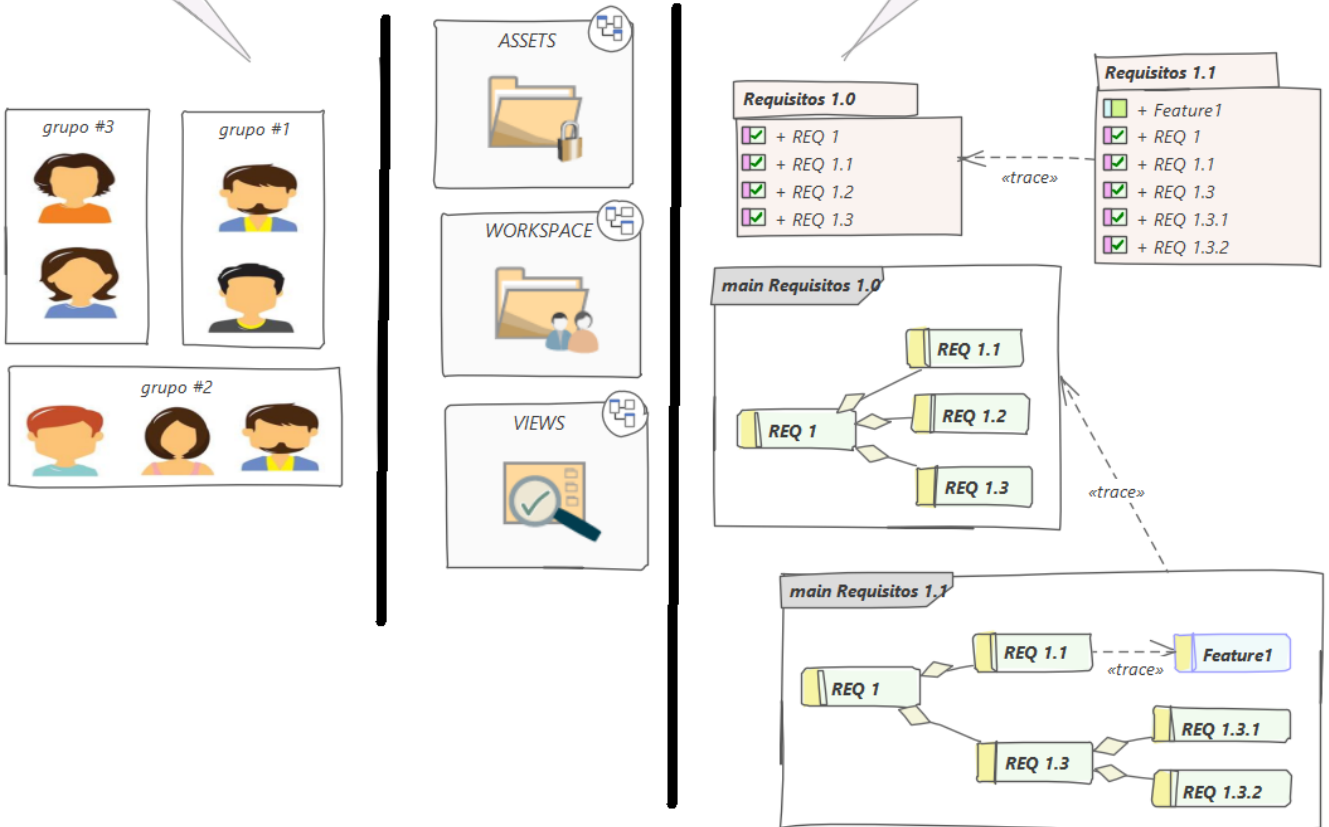 grupo #3
grupo #1
grupo #2
ASSETS
WORKSPACE
VIEWS
Requisitos 1.0
+ REQ 1
+ REQ 1.1
+ REQ 1.2
+ REQ 1.3
«trace»
Requisitos 1.1
+ Feature1
+ REQ 1
+ REQ 1.1
+ REQ 1.3
+ REQ 1.3.1
+ REQ 1.3.2
main Requisitos 1.0
REQ 1.1
REQ 1.2
REQ 1
REQ 1.3
«trace»
main Requisitos 1.1
REQ 1.1
«trace»
Feature1
REQ 1
REQ 1.3.1
REQ 1.3
REQ 1.3.2